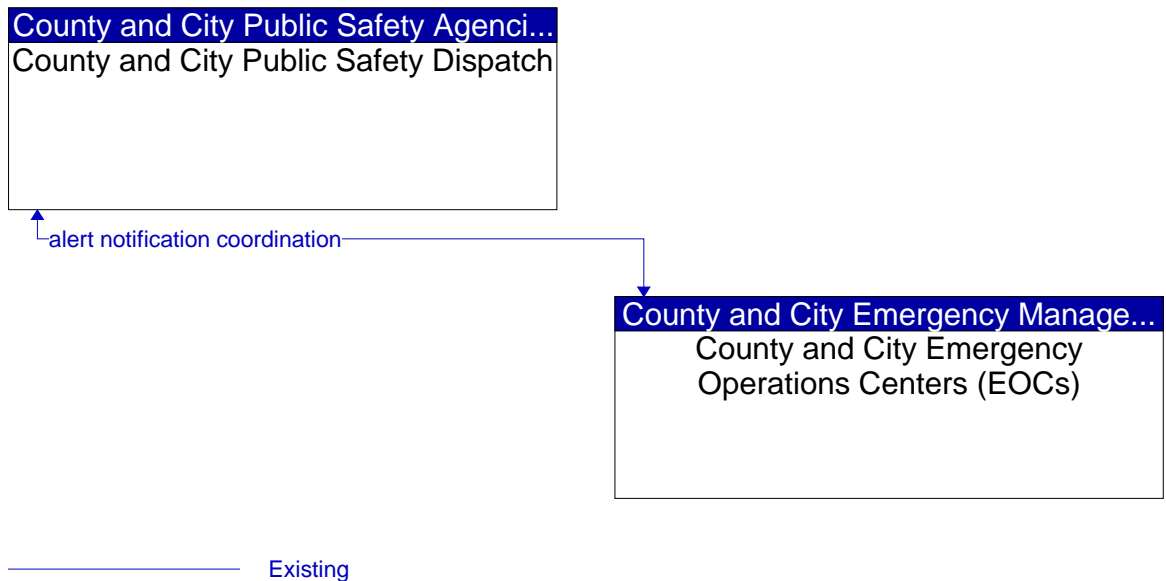 County and City Public Safety Agenci...
County and City Public Safety Dispatch
alert notification coordination
County and City Emergency Manage...
County and City Emergency
Operations Centers (EOCs)
Existing